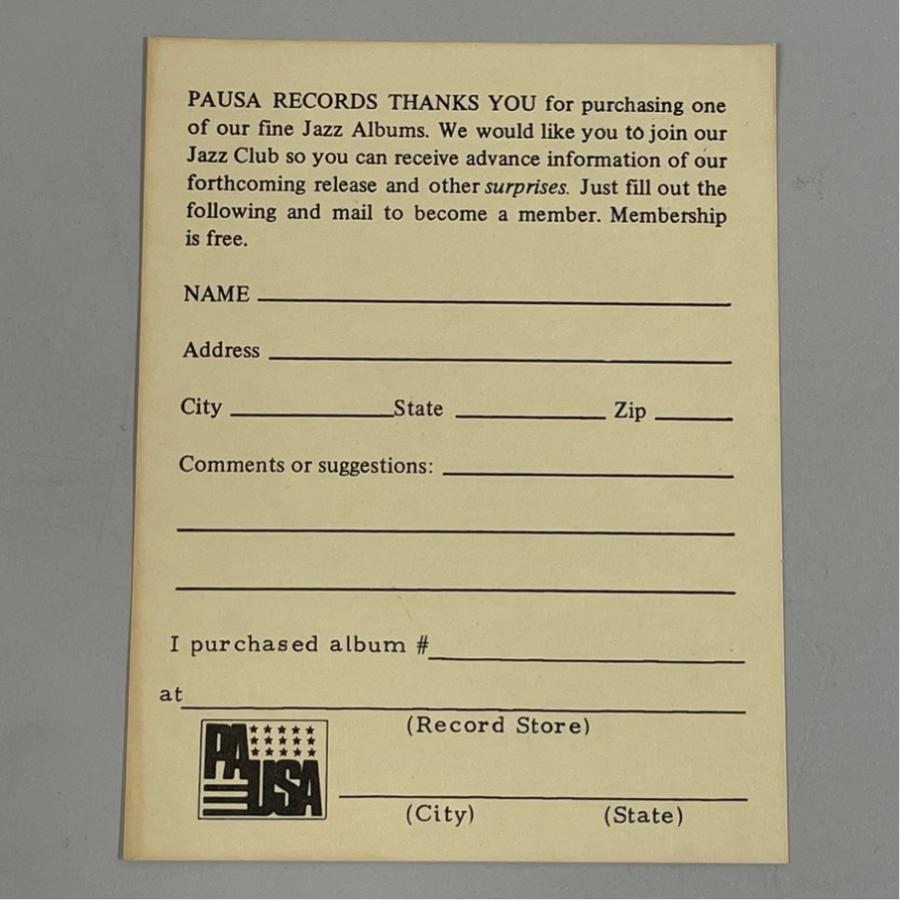 PAUSA RECORDS THANKS YOU for purchasing one
of our fine Jazz Albums. We would like you to join our
Jazz Club so you can receive advance information of our
forthcoming release and other surprises. Just fill out the
following and mail to become a member. Membership
is free.
NAME
Address
City State Zip
Comments or suggestions:
I purchased album #
at
(Record Store)
PAUSA
(City) (State)